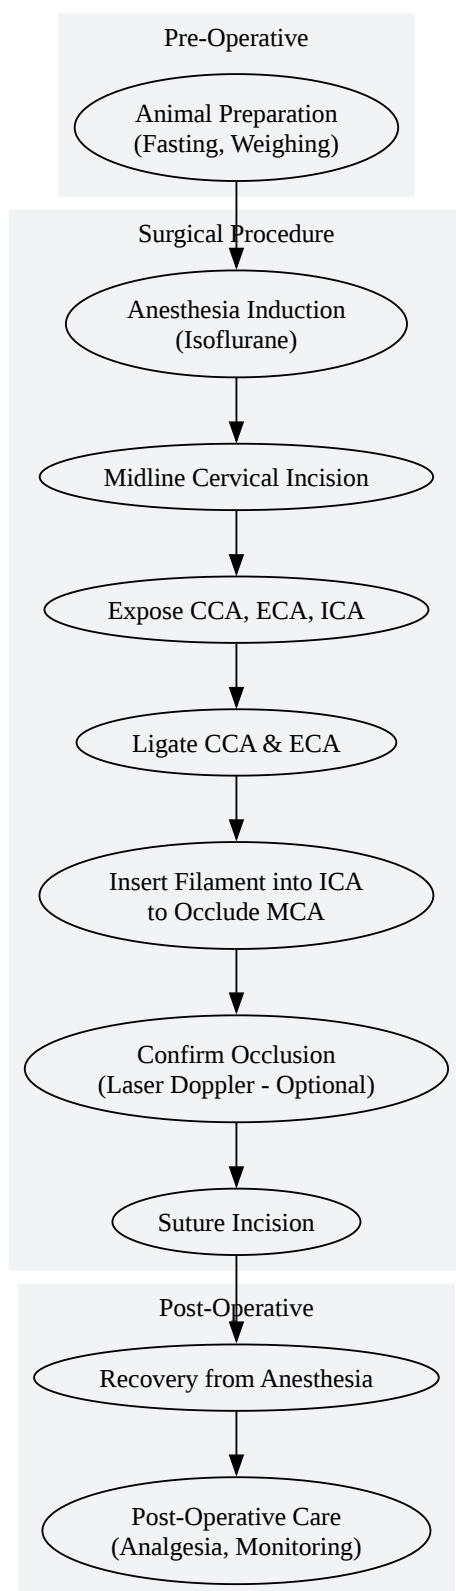 Pre-Operative
Animal Preparation
(Fasting, Weighing)
Surgical Procedure
Anesthesia Induction
(Isoflurane)
Midline Cervical Incision
Expose CCA, ECA, ICA
Ligate CCA & ECA
Insert Filament into ICA
to Occlude MCA
Confirm Occlusion
(Laser Doppler - Optional)
Suture Incision
Post-Operative
Recovery from Anesthesia
Post-Operative Care
(Analgesia, Monitoring)